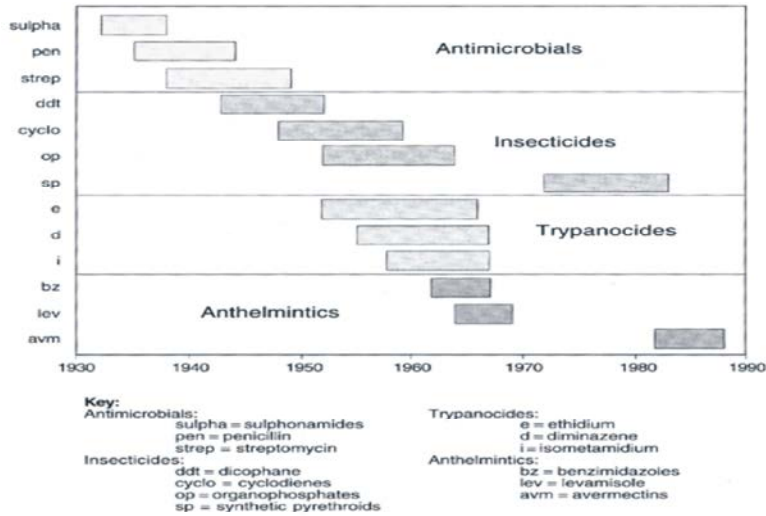 sulpha
pen
Antimicrobials
strep
ddt
cyclo
Insecticides
op
sp
e
d
Trypanocides
i
bz
lev
Anthelmintics
avm
1930 1940 1950 1960 1970 1980 1990
Key:
Antimicrobials:
sulpha = sulphonamides
pen = penicillin
strep = streptomycin
Insecticides:
ddt = dicophane
cyclo = cyclodienes
op = organophosphates
sp = synthetic pyrethroids
Trypanocides:
e = ethidium
d = diminazene
i = isometamidium
Anthelmintics:
bz = benzimidazoles
lev = levamisole
avm = avermectins